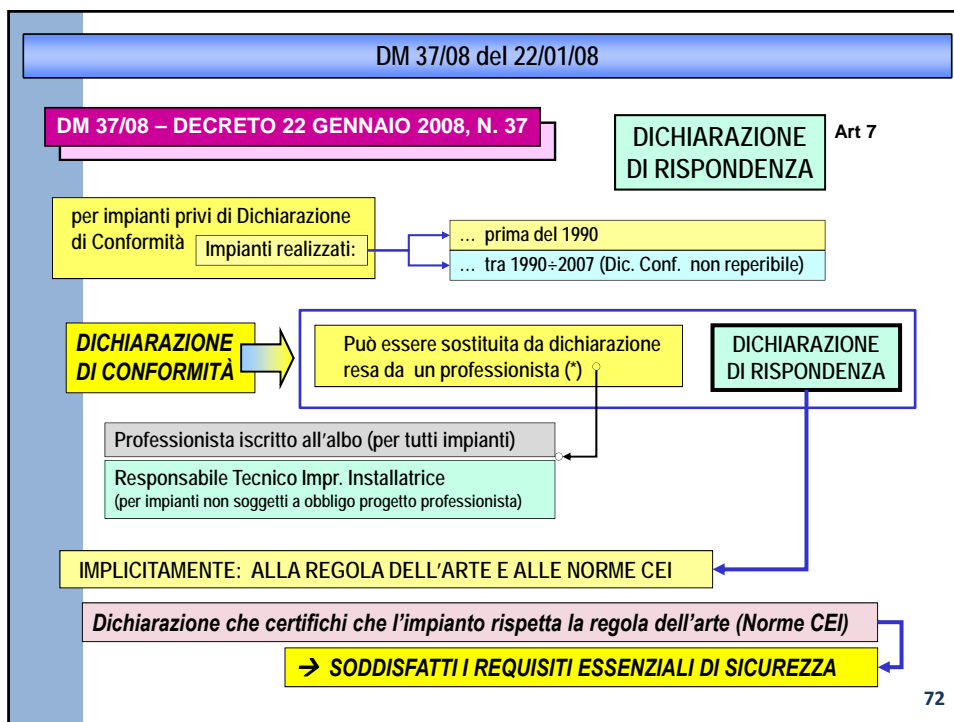 DM 37/08 del 22/01/08
DM 37/08 – DECRETO 22 GENNAIO 2008, N. 37
DICHIARAZIONE
DI RISPONDENZA
Art 7
per impianti privi di Dichiarazione
di Conformità
Impianti realizzati:
… prima del 1990
… tra 1990÷2007 (Dic. Conf. non reperibile)
DICHIARAZIONE
DI CONFORMITÀ
Può essere sostituita da dichiarazione
resa da un professionista (*)
DICHIARAZIONE
DI RISPONDENZA
Professionista iscritto all'albo (per tutti impianti)
Responsabile Tecnico Impr. Installatrice
(per impianti non soggetti a obbligo progetto professionista)
IMPLICITAMENTE: ALLA REGOLA DELL'ARTE E ALLE NORME CEI
Dichiarazione che certifichi che l'impianto rispetta la regola dell'arte (Norme CEI)
→ SODDISFATTI I REQUISITI ESSENZIALI DI SICUREZZA
72